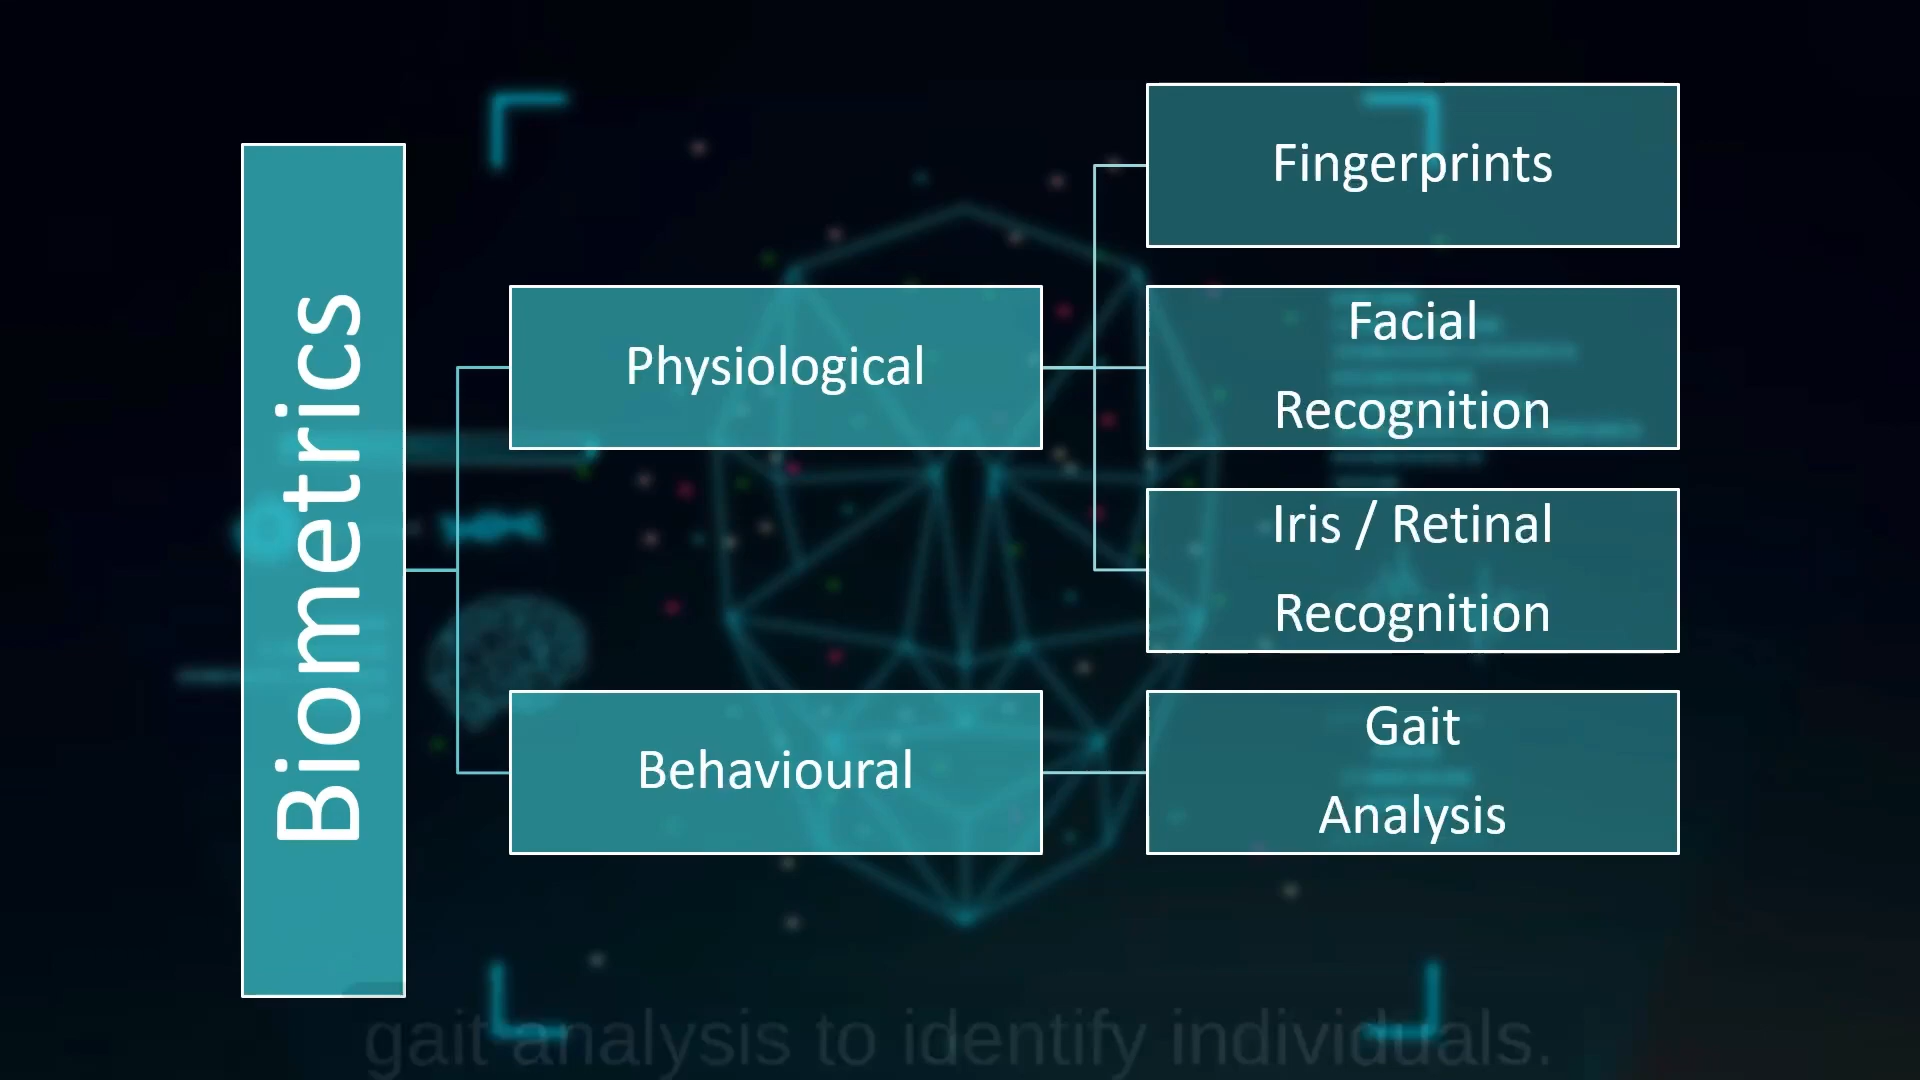 Biometrics
Physiological
Fingerprints
Facial
Recognition
Iris / Retinal
Recognition
Behavioural
Gait
Analysis
gait analysis to identify individuals.